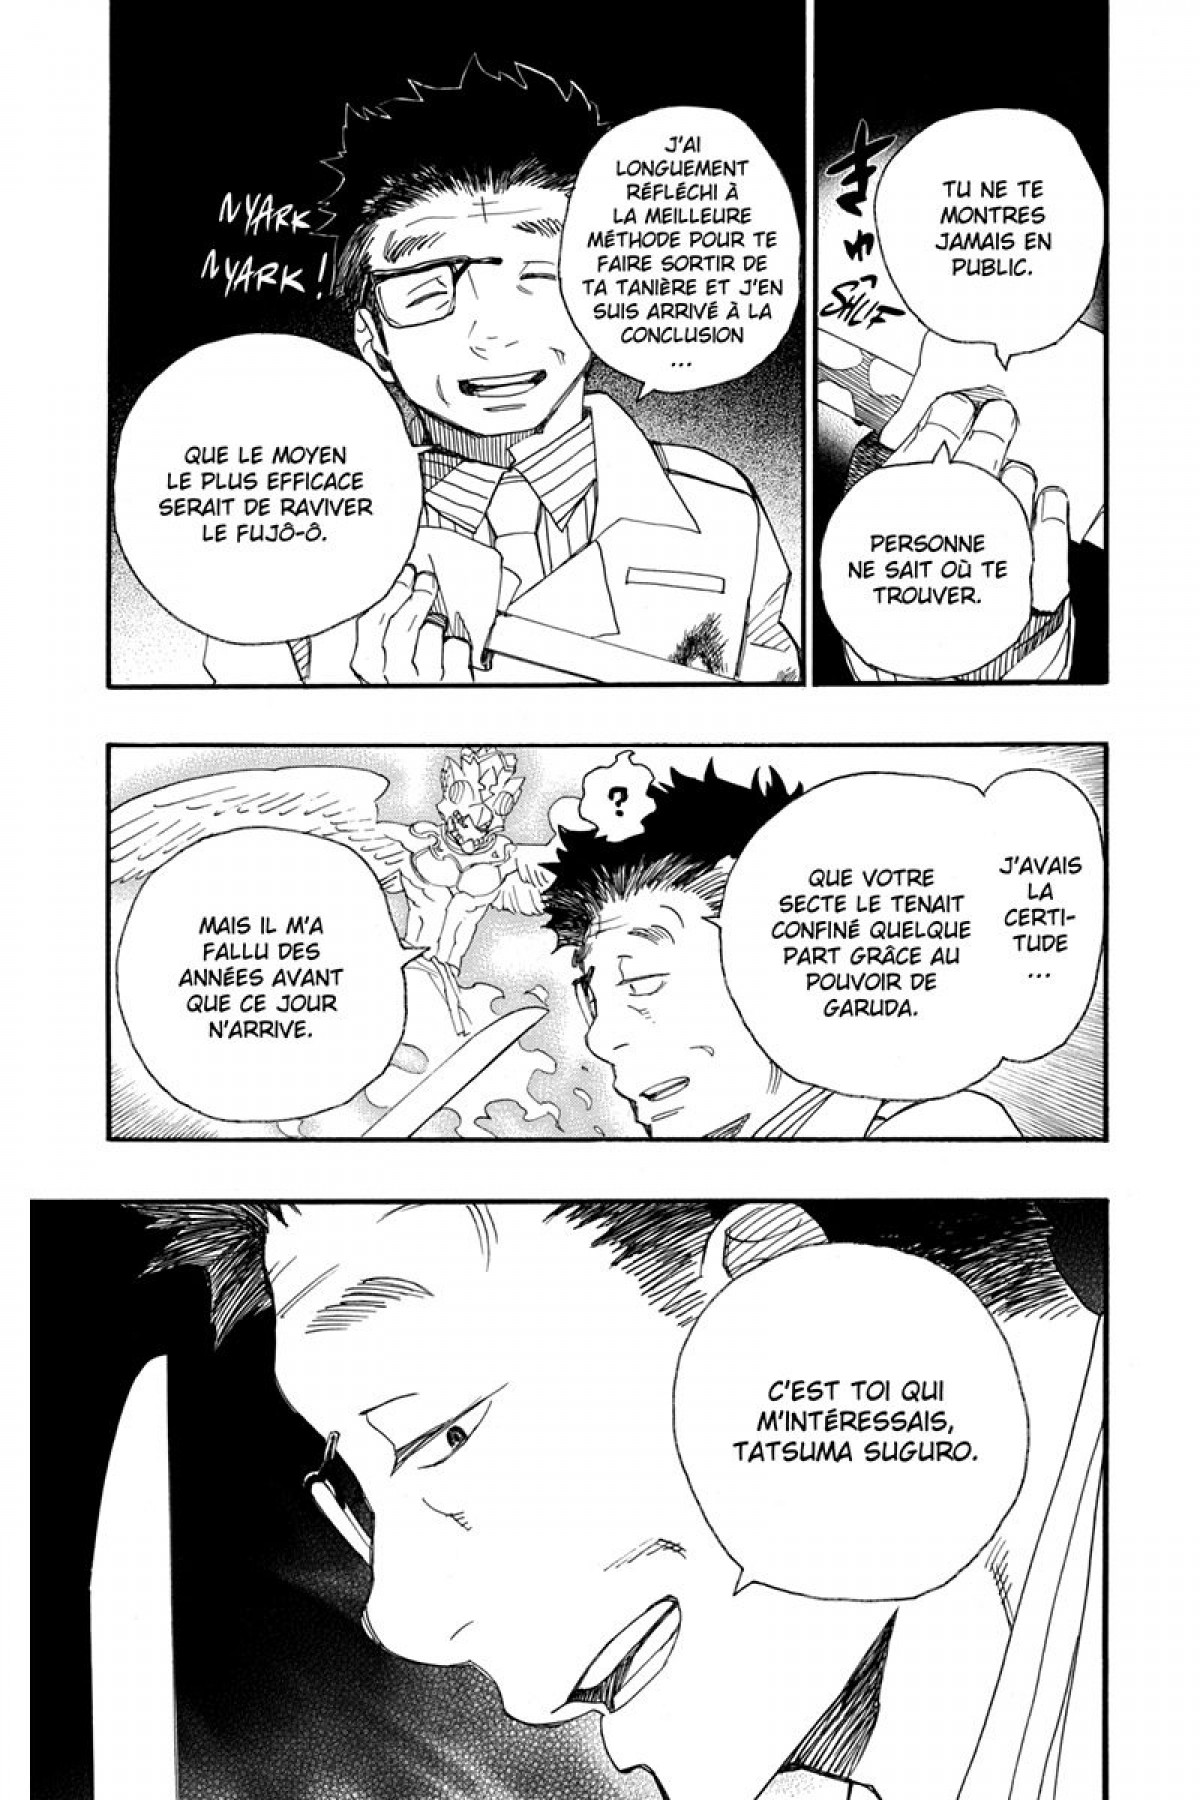 TU NE TE
MONTRES
JAMAIS EN
PUBLIC.
きゅ
SHLIF
PERSONNE
NE SAIT OÙ TE
TROUVER.
J'AI
LONGUEMENT
RÉFLÉCHI À
LA MEILLEURE
MÉTHODE POUR TE
FAIRE SORTIR DE
TA TANIÈRE ET J'EN
SUIS ARRIVÉ À LA
CONCLUSION
...
NYARK
NYARK!
QUE LE MOYEN
LE PLUS EFFICACE
SERAIT DE RAVIVER
LE FUJÔ-Ô.
J'AVAIS
LA
CERTI-
TUDE
...
QUE VOTRE
SECTE LE TENAIT
CONFINÉ QUELQUE
PART GRÂCE AU
POUVOIR DE
GARUDA.
?
MAIS IL M'A
FALLU DES
ANNÉES AVANT
QUE CE JOUR
N'ARRIVE.
C'EST TOI QUI
M'INTÉRESSAIS,
TATSUMA SUGURO.